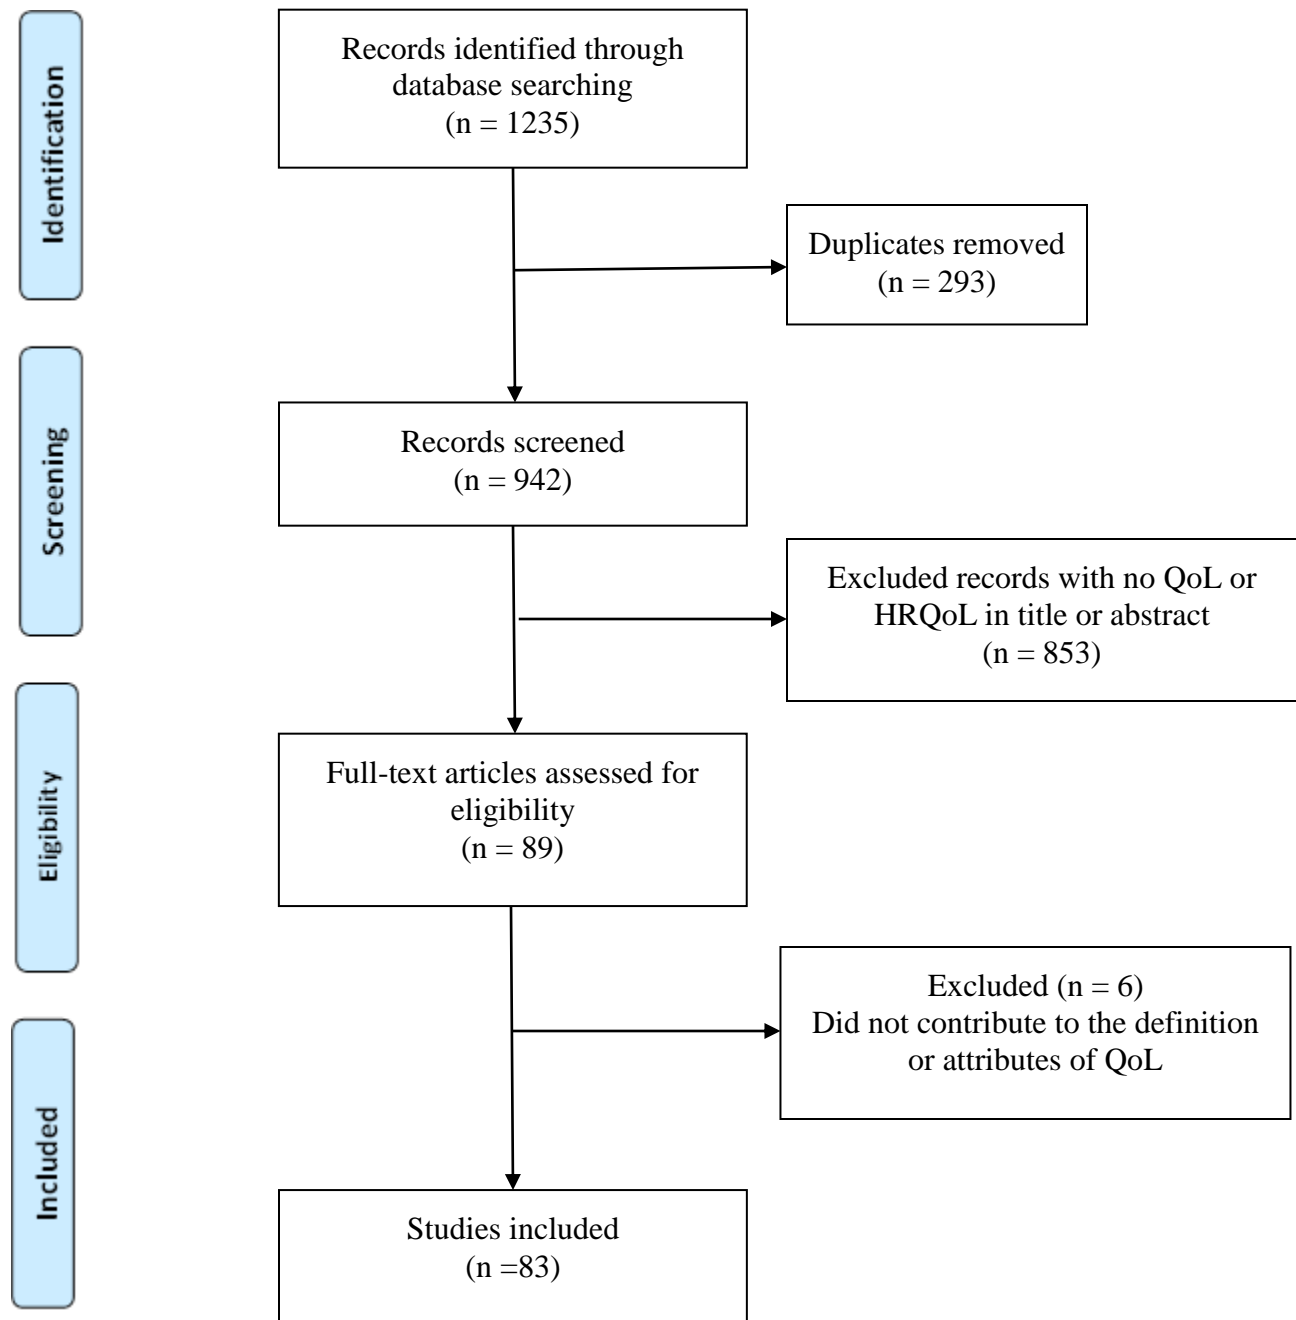 Identification
Records identified through
database searching
(n = 1235)
Duplicates removed
(n = 293)
Screening
Records screened
(n = 942)
Excluded records with no QoL or
HRQoL in title or abstract
(n = 853)
Eligibility
Full-text articles assessed for
eligibility
(n = 89)
Excluded (n = 6)
Did not contribute to the definition
or attributes of QoL
Included
Studies included
(n =83)